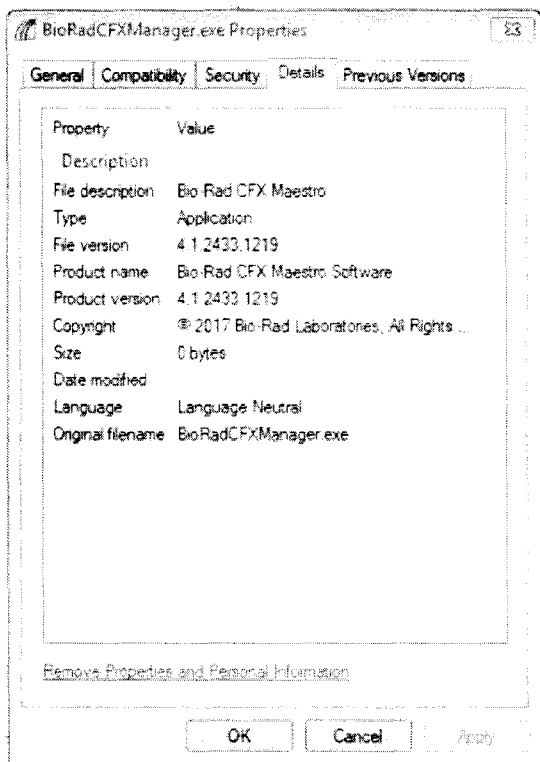 BioRadCFXManager.exe Properties
General Compatibility Security Details Previous Versions
Property Value
Description
File description Bio-Rad CFX Maestro
Type Application
File version 4.1.2433.1219
Product name Bio-Rad CFX Maestro Software
Product version 4.1.2433.1219
Copyright © 2017 Bio-Rad Laboratories, All Rights ...
Size 0 bytes
Date modified
Language Language Neutral
Original filename BioRadCFXManager.exe
Remove Properties and Personal Information
OK Cancel Apply